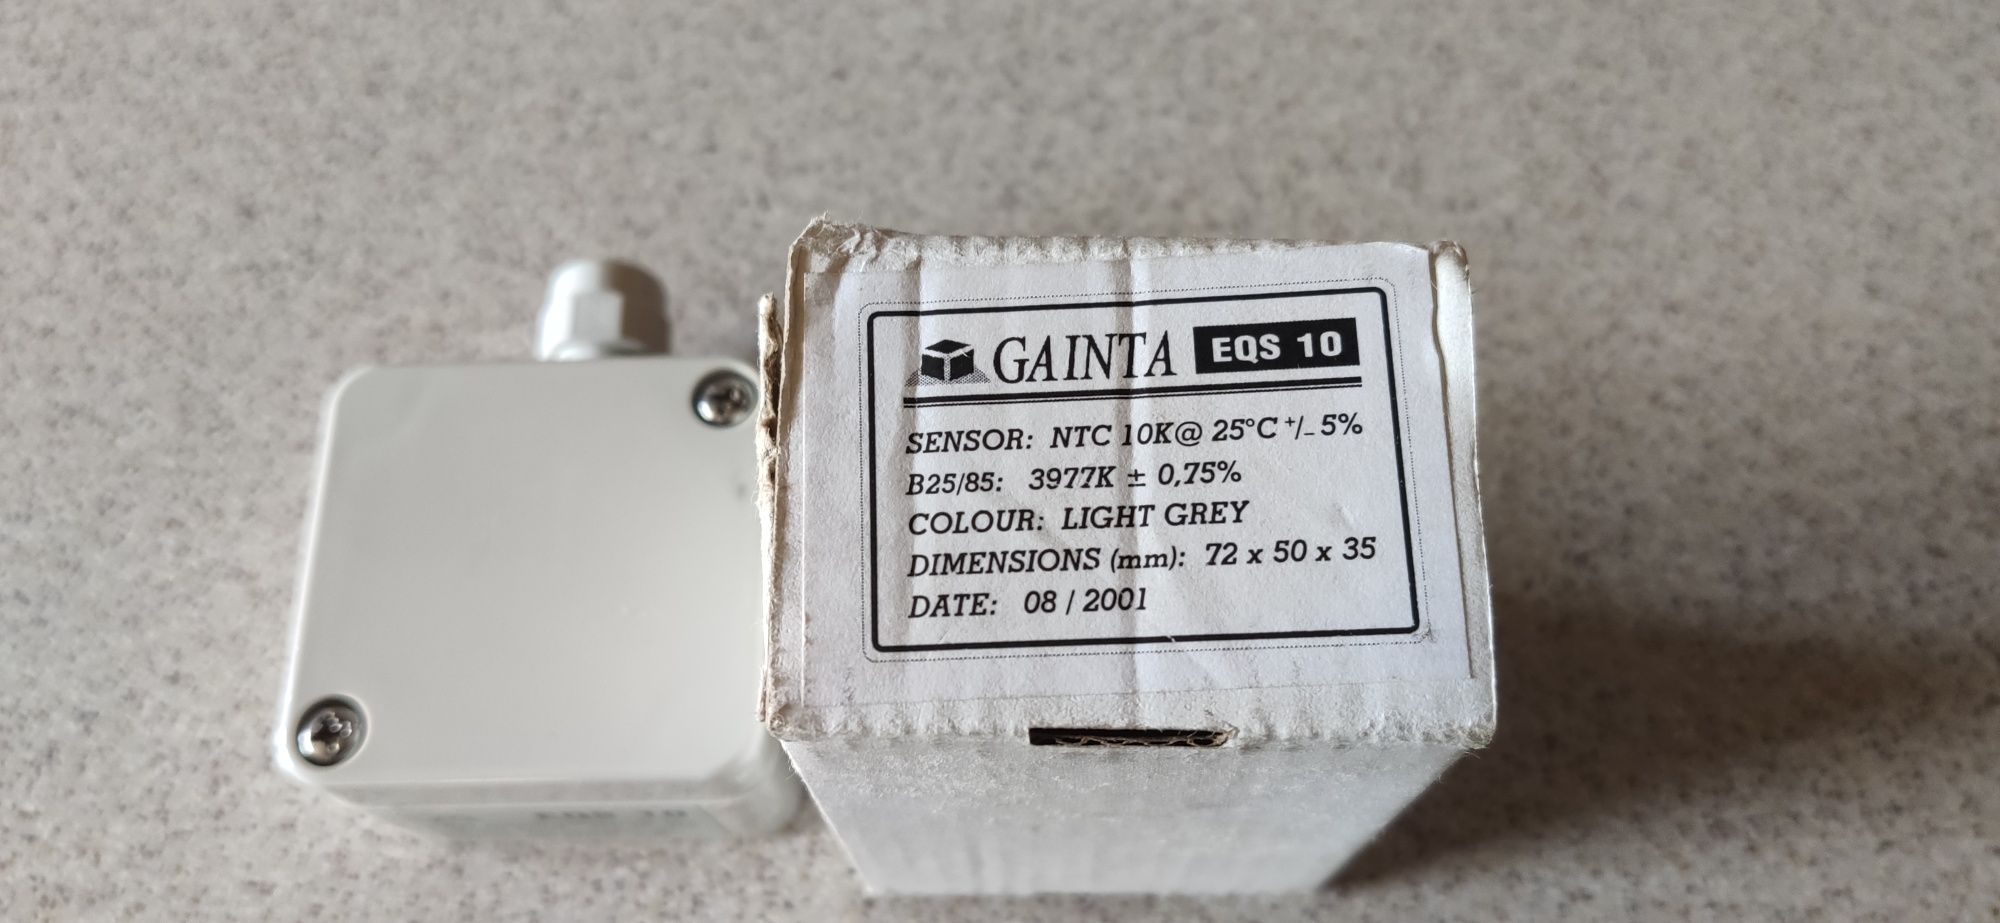 GAINTA EQS 10
SENSOR: NTC 10K@ 25°C +/- 5%
B25/85: 3977K ± 0,75%
COLOUR: LIGHT GREY
DIMENSIONS (mm): 72 x 50 x 35
DATE: 08 / 2001